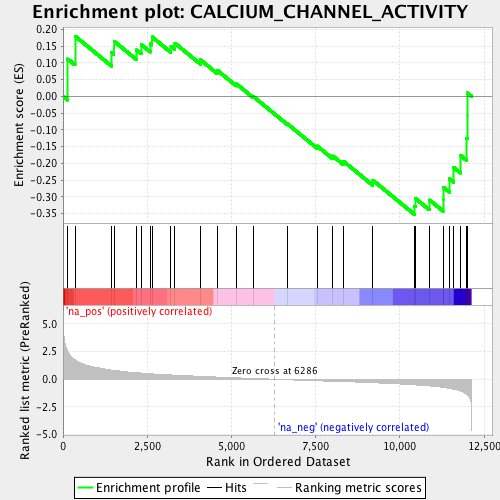 Enrichment plot: CALCIUM_CHANNEL_ACTIVITY
Enrichment score (ES)
0.20
0.15
0.10
0.05
0.00
-0.05
-0.10
-0.15
-0.20
-0.25
-0.30
-0.35
'na_pos' (positively correlated)
Ranked list metric (PreRanked)
5.0
2.5
0.0
-2.5
-5.0
Zero cross at 6286
'na_neg' (negatively correlated)
0 2,500 5,000 7,500 10,000 12,500
Rank in Ordered Dataset
Enrichment profile Hits Ranking metric scores